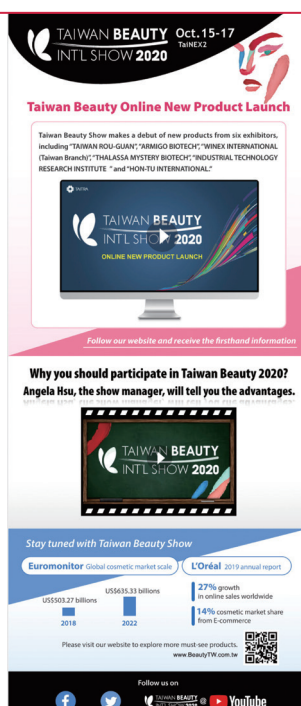 TAIWAN BEAUTY Oct.15-17
INT'L SHOW 2020 TaiNEX2
Taiwan Beauty Online New Product Launch
Taiwan Beauty Show makes a debut of new products from six exhibitors,
including "TAIWAN ROU-GUAN", "ARMIGO BIOTECH", "WINEX INTERNATIONAL
(Taiwan Branch)", "THALASSA MYSTERY BIOTECH", "INDUSTRIAL TECHNOLOGY
RESEARCH INSTITUTE " and "HON-TU INTERNATIONAL."
TAIWAN BEAUTY
INT'L SHOW 2020
ONLINE NEW PRODUCT LAUNCH
Follow our website and receive the firsthand information
Why you should participate in Taiwan Beauty 2020?
Angela Hsu, the show manager, will tell you the advantages.
TAIWAN BEAUTY
INT'L SHOW 2020
Stay tuned with Taiwan Beauty Show
Euromonitor Global cosmetic market scale
US$503.27 billions
US$635.33 billions
2018
2022
L'Oréal 2019 annual report
27% growth
in online sales worldwide
14% cosmetic market share
from E-commerce
Please visit our website to explore more must-see products.
www.BeautyTW.com.tw
Follow us on
TAIWAN BEAUTY @ YouTube
INT'L SHOW 2020